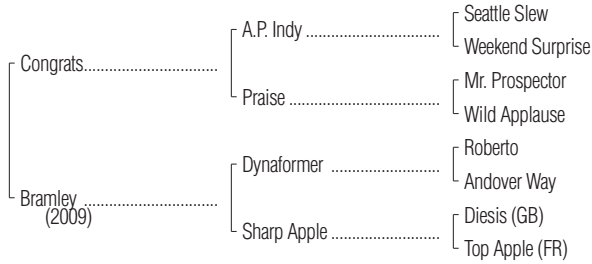 Seattle Slew
A.P. Indy ..................................
Weekend Surprise
Congrats..................................
Mr. Prospector
Praise ......................................
Wild Applause
Roberto
Dynaformer ...........................
Andover Way
Bramley ..................................
(2009)
Diesis (GB)
Sharp Apple ...........................
Top Apple (FR)